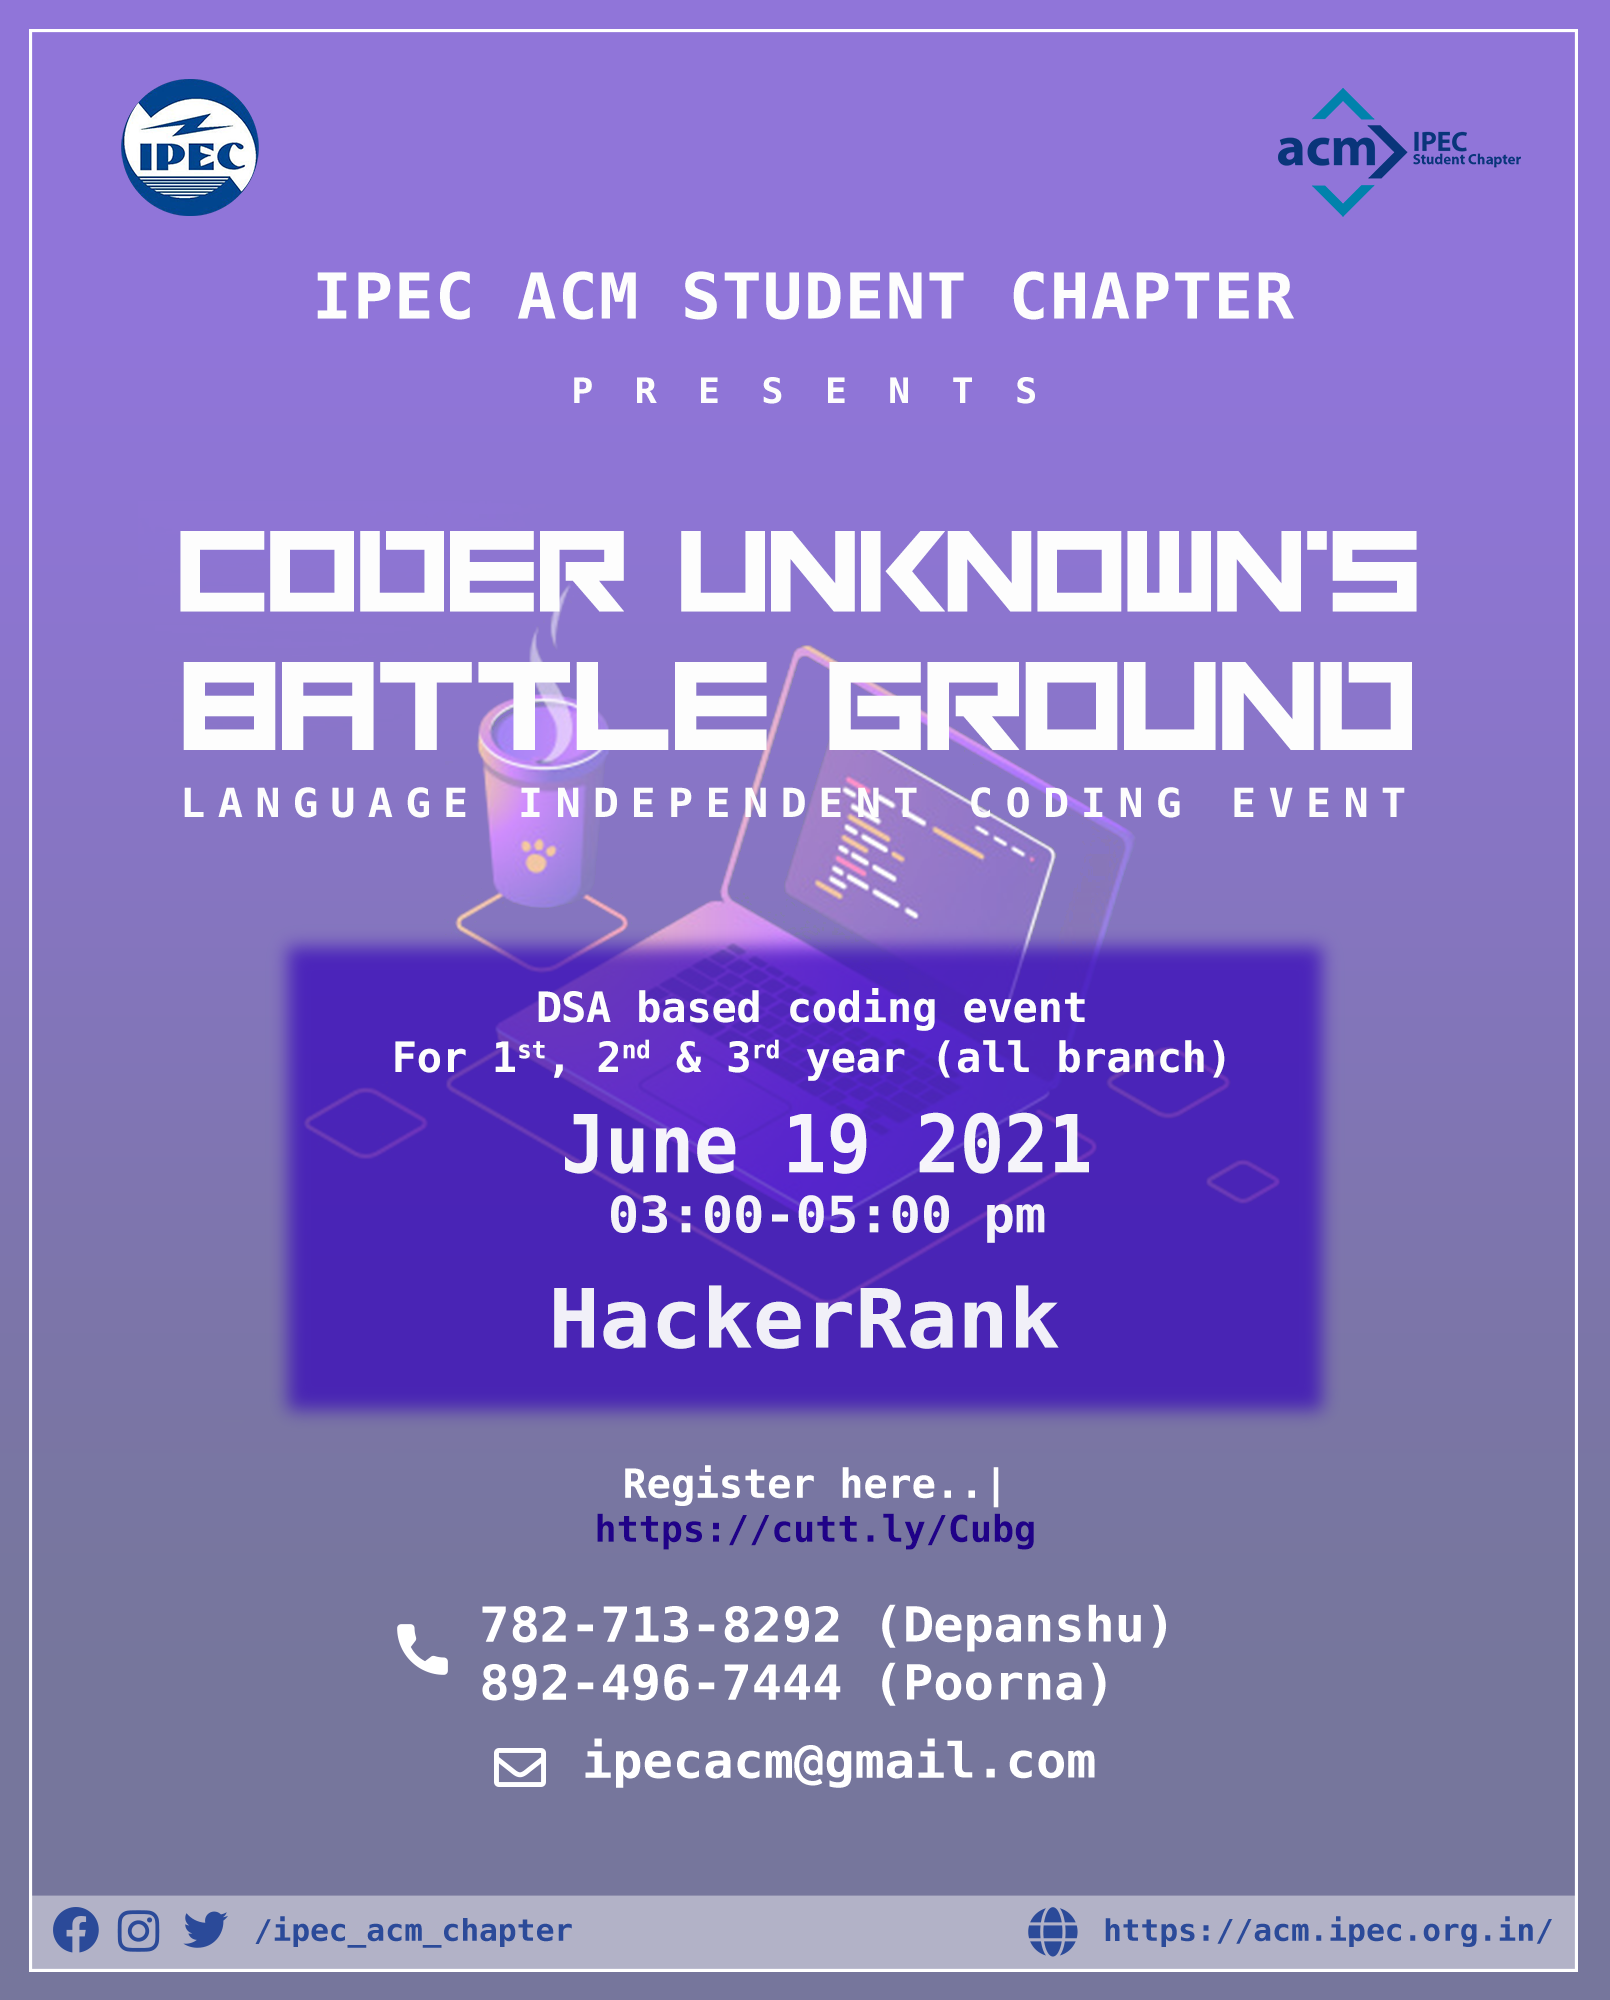 IPEC
acm IPEC
Student Chapter
IPEC ACM STUDENT CHAPTER
PRESENTS
CODER UNKNOWN'S
BATTLE GROUND
LANGUAGE INDEPENDENT CODING EVENT
DSA based coding event
For 1st, 2nd & 3rd year (all branch)
June 19 2021
03:00-05:00 pm
HackerRank
Register here..|
https://cutt.ly/Cubg
782-713-8292 (Depanshu)
892-496-7444 (Poorna)
ipecacm@gmail.com
/ipec_acm_chapter
https://acm.ipec.org.in/